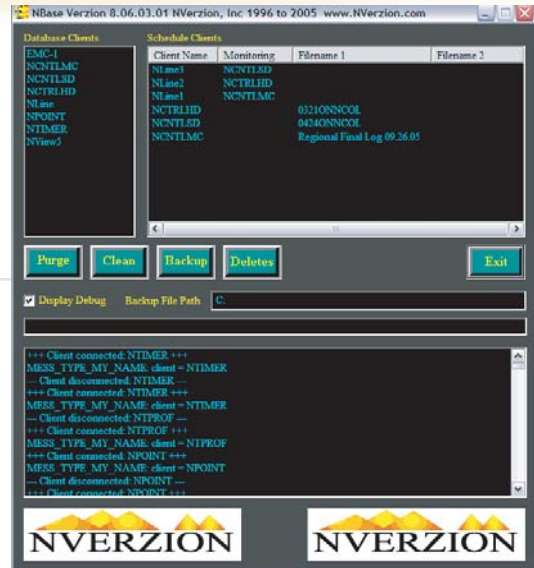 NBase Verzion 8.06.03.01 NVerzion, Inc 1996 to 2005 www.NVerzion.com
Database Clients
EMC-1
NCNTLMC
NCNTLSD
NCTRLHD
NLine
NPOINT
NTIMER
NView5
Schedule Clients
Client Name Monitoring Filename 1 Filename 2
NLine3 NCNTLSD
NLine2 NCTRLHD
NLine1 NCNTLMC
NCTRLHD 0321ONNCOL
NCNTLSD 0424ONNCOL
NCNTLMC Regional Final Log 09.26.05
Purge Clean Backup Deletes Exit
Display Debug Backup File Path C:
+++ Client connected: NTIMER +++
MESS_TYPE_MY_NAME: client = NTIMER
--- Client disconnected: NTIMER ---
+++ Client connected: NTIMER +++
MESS_TYPE_MY_NAME: client = NTIMER
--- Client disconnected: NTPROF ---
+++ Client connected: NTPROF +++
MESS_TYPE_MY_NAME: client = NTPROF
+++ Client connected: NPOINT +++
MESS_TYPE_MY_NAME: client = NPOINT
--- Client disconnected: NPOINT ---
+++ Client connected: NPOINT +++
NVERZION NVERZION